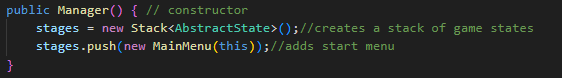 public Manager() { // constructor
    stages = new Stack<AbstractState>();//creates a stack of game states
    stages.push(new MainMenu(this));//adds start menu
}